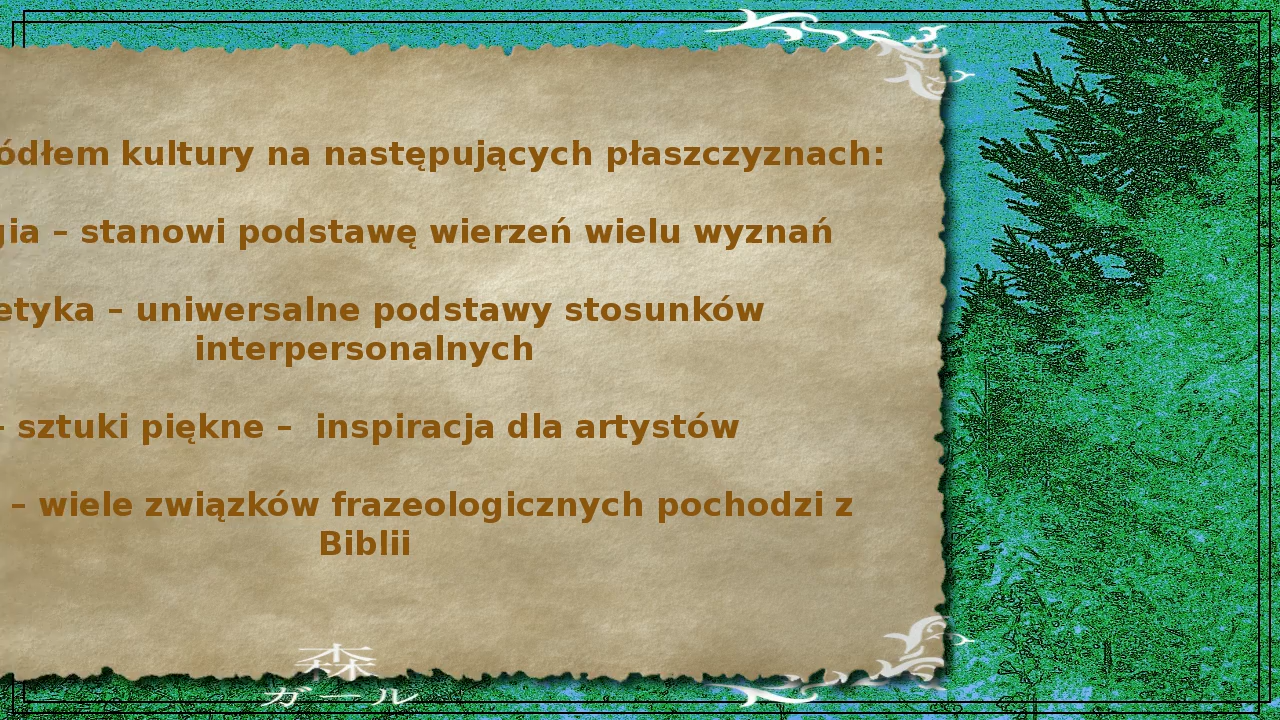 ódłem kultury na następujących płaszczyznach:
gia – stanowi podstawę wierzeń wielu wyznań
etyka – uniwersalne podstawy stosunków
interpersonalnych
- sztuki piękne – inspiracja dla artystów
– wiele związków frazeologicznych pochodzi z
Biblii
森
ガール